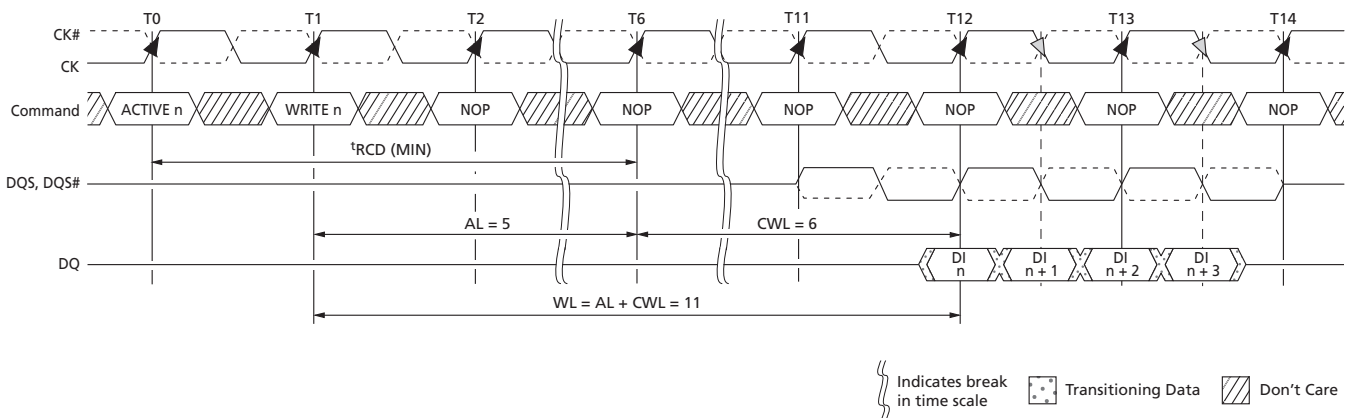 T0 T1 T2 T6 T11 T12 T13 T14
CK#
CK
Command ACTIVE n WRITE n NOP NOP NOP NOP NOP NOP
tRCD (MIN)
DQS, DQS#
AL = 5 CWL = 6
DQ DI n DI n + 1 DI n + 2 DI n + 3
WL = AL + CWL = 11
Indicates break
in time scale
Transitioning Data
Don't Care